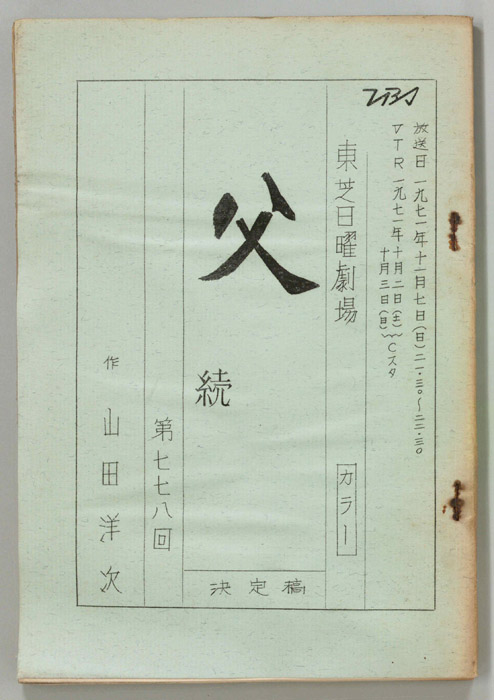 TBS
放送日 一九七一年十一月七日(日)二一・三〇〜二二・三〇
VTR 一九七一年十月二日(土)〜Cスタ
十月三日(日)
東芝日曜劇場
カラー
父
続
決定稿
第七七八回
作 山田洋次